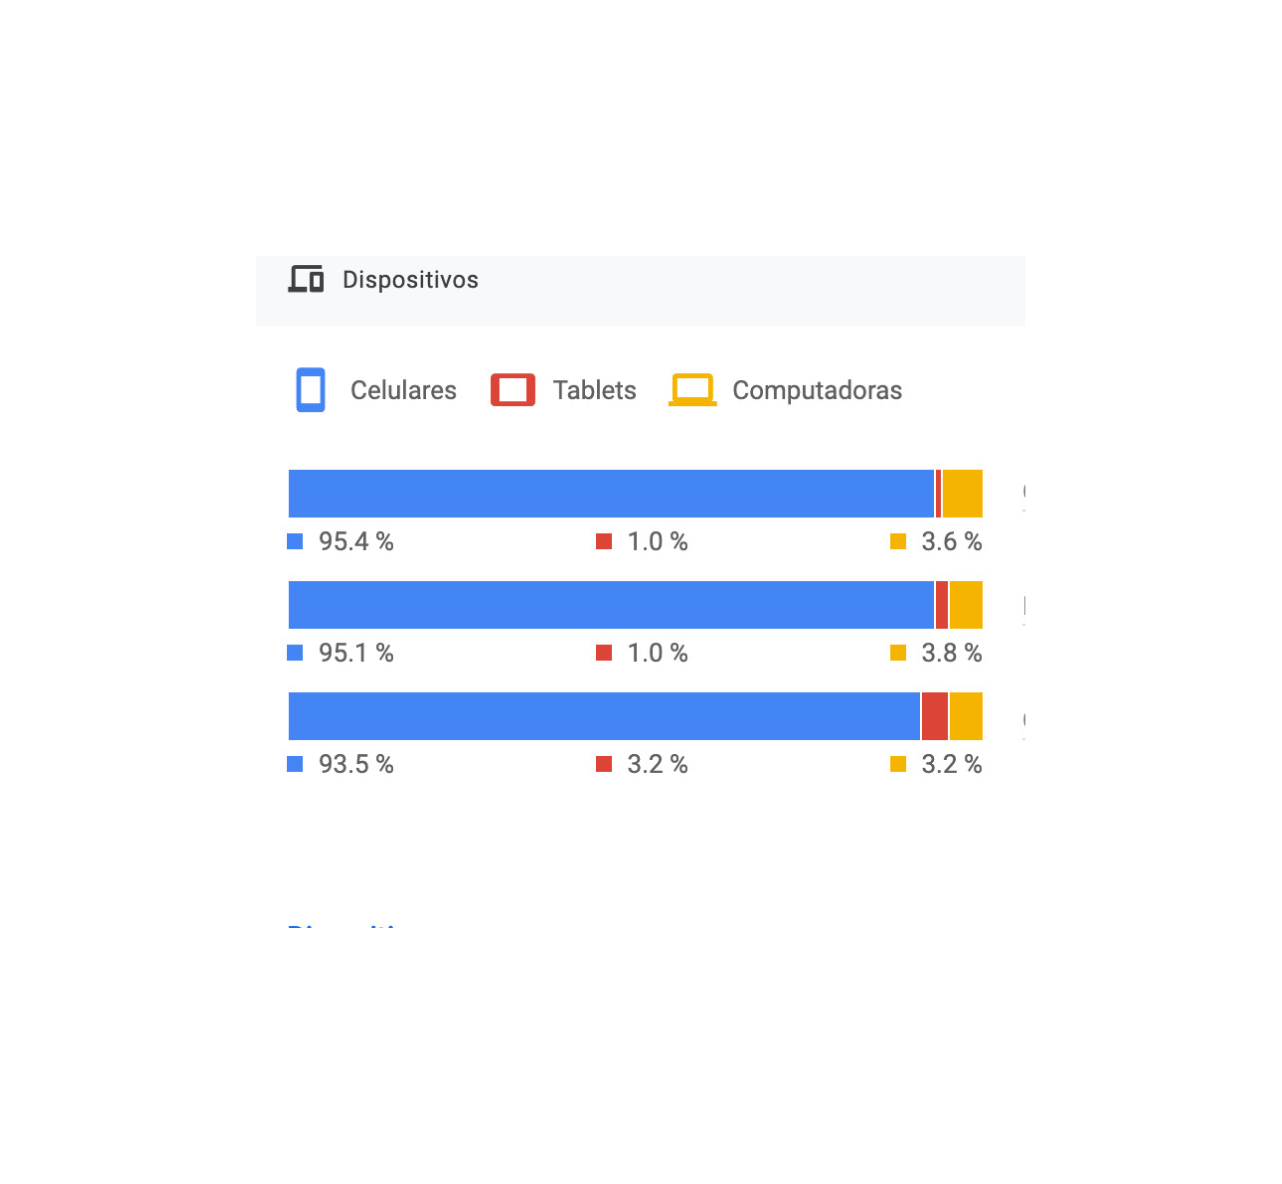 Dispositivos
Celulares Tablets Computadoras
95.4 % 1.0 % 3.6 %
95.1 % 1.0 % 3.8 %
93.5 % 3.2 % 3.2 %